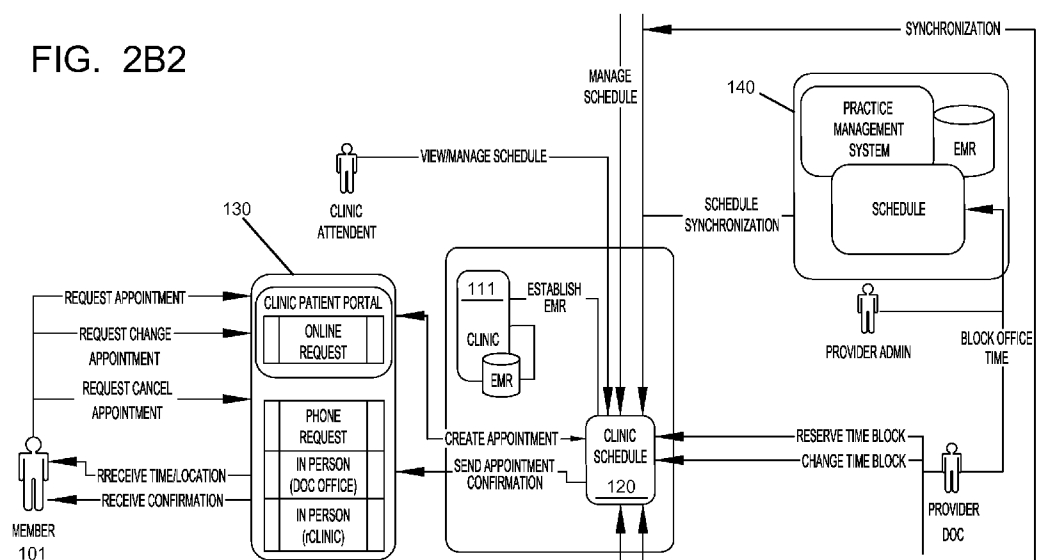 FIG. 2B2
SYNCHRONIZATION
MANAGE
SCHEDULE
140
PRACTICE
MANAGEMENT
SYSTEM
EMR
SCHEDULE
VIEW/MANAGE SCHEDULE
CLINIC
ATTENDENT
SCHEDULE
SYNCHRONIZATION
130
CLINIC PATIENT PORTAL
ONLINE
REQUEST
REQUEST APPOINTMENT
REQUEST CHANGE
APPOINTMENT
REQUEST CANCEL
APPOINTMENT
111
CLINIC
EMR
ESTABLISH
EMR
PROVIDER ADMIN
BLOCK OFFICE
TIME
PHONE
REQUEST
IN PERSON
(DOC OFFICE)
IN PERSON
(rCLINIC)
CREATE APPOINTMENT
SEND APPOINTMENT
CONFIRMATION
CLINIC
SCHEDULE
120
RESERVE TIME BLOCK
CHANGE TIME BLOCK
PROVIDER
DOC
RRECEIVE TIME/LOCATION
RECEIVE CONFIRMATION
MEMBER
101